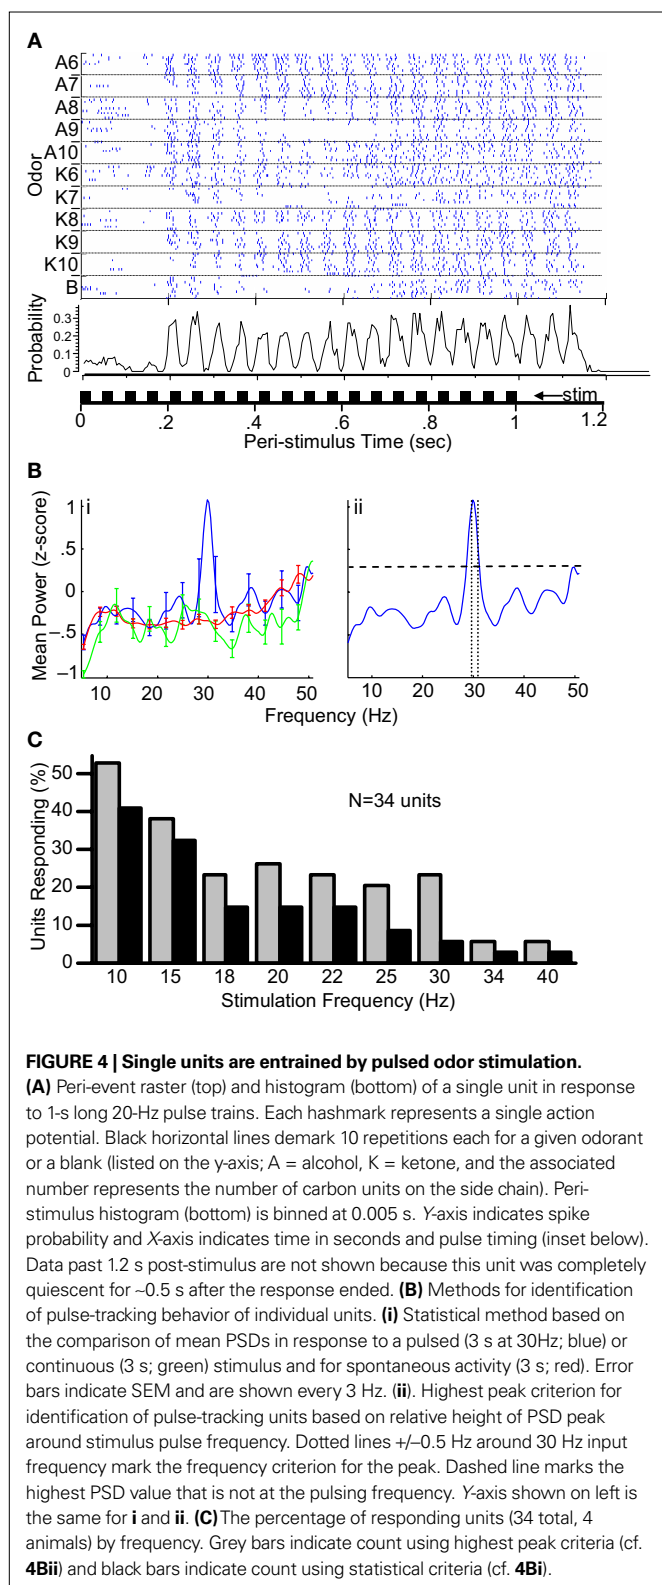 A
A6
A7
A8
A9
A10
K6
K7
K8
K9
K10
B
Odor
0.3
0.2
0.1
0
Probability
←stim
0 .2 .4 .6 .8 1 1.2
Peri-stimulus Time (sec)
B
i
ii
1
.5
0
–.5
–1
Mean Power (z-score)
10 20 30 40 50
10 20 30 40 50
Frequency (Hz)
C
N=34 units
50
40
30
20
10
0
Units Responding (%)
10 15 18 20 22 25 30 34 40
Stimulation Frequency (Hz)
FIGURE 4 | Single units are entrained by pulsed odor stimulation.
(A) Peri-event raster (top) and histogram (bottom) of a single unit in response
to 1-s long 20-Hz pulse trains. Each hashmark represents a single action
potential. Black horizontal lines demark 10 repetitions each for a given odorant
or a blank (listed on the y-axis; A = alcohol, K = ketone, and the associated
number represents the number of carbon units on the side chain). Peri-
stimulus histogram (bottom) is binned at 0.005 s. Y-axis indicates spike
probability and X-axis indicates time in seconds and pulse timing (inset below).
Data past 1.2 s post-stimulus are not shown because this unit was completely
quiescent for ~0.5 s after the response ended. (B) Methods for identification
of pulse-tracking behavior of individual units. (i) Statistical method based on
the comparison of mean PSDs in response to a pulsed (3 s at 30Hz; blue) or
continuous (3 s; green) stimulus and for spontaneous activity (3 s; red). Error
bars indicate SEM and are shown every 3 Hz. (ii). Highest peak criterion for
identification of pulse-tracking units based on relative height of PSD peak
around stimulus pulse frequency. Dotted lines +/–0.5 Hz around 30 Hz input
frequency mark the frequency criterion for the peak. Dashed line marks the
highest PSD value that is not at the pulsing frequency. Y-axis shown on left is
the same for i and ii. (C) The percentage of responding units (34 total, 4
animals) by frequency. Grey bars indicate count using highest peak criteria (cf.
4Bii) and black bars indicate count using statistical criteria (cf. 4Bi).